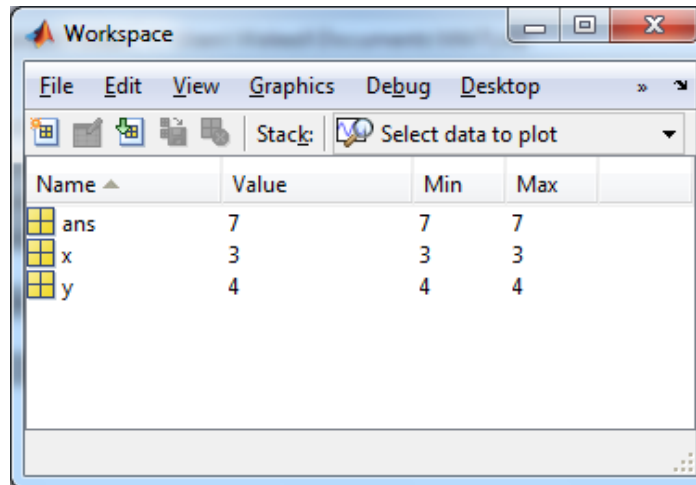 Workspace
File Edit View Graphics Debug Desktop »
Stack: Select data to plot
Name Value Min Max
ans 7 7 7
x 3 3 3
y 4 4 4